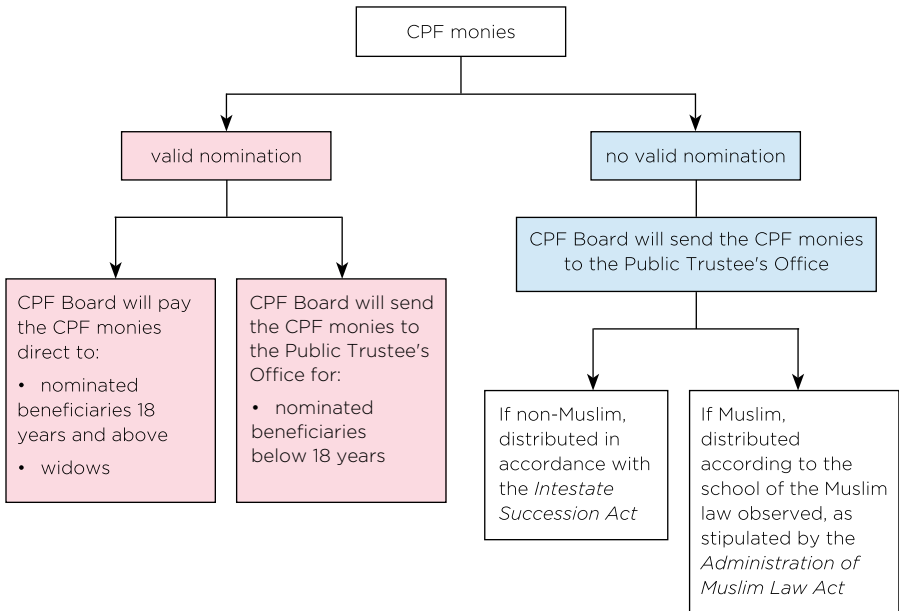 CPF monies
valid nomination
no valid nomination
CPF Board will send the CPF monies
to the Public Trustee's Office
CPF Board will pay
the CPF monies
direct to:
• nominated
beneficiaries 18
years and above
• widows
CPF Board will send
the CPF monies to
the Public Trustee's
Office for:
• nominated
beneficiaries
below 18 years
If non-Muslim,
distributed in
accordance with
the Intestate
Succession Act
If Muslim,
distributed
according to the
school of the Muslim
law observed, as
stipulated by the
Administration of
Muslim Law Act